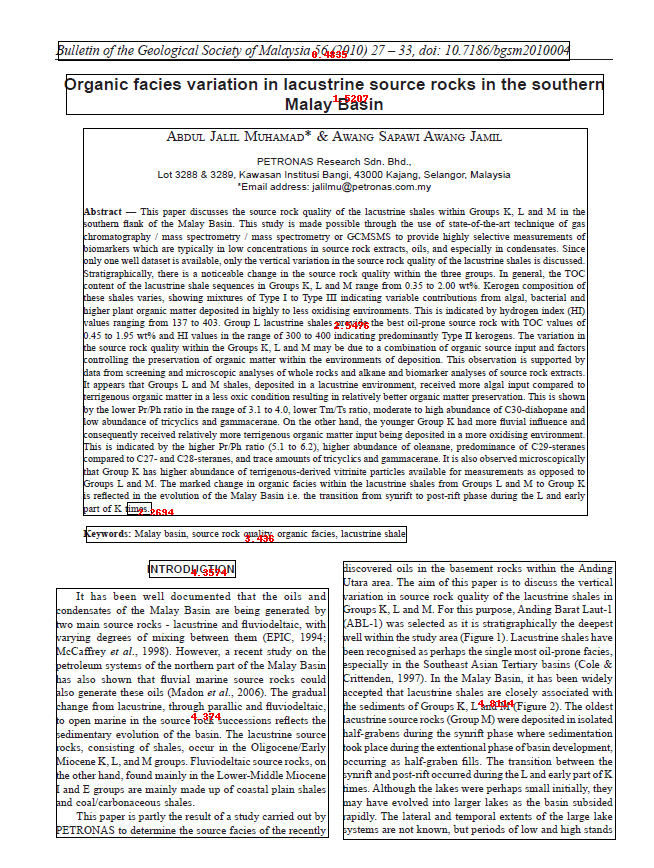 Bulletin of the Geological Society of Malaysia 56 (2010) 27 – 33, doi: 10.7186/bgsm2010004
0.4835
Organic facies variation in lacustrine source rocks in the southern
Malay Basin
1.5207
ABDUL JALIL MUHAMAD* & AWANG SAPAWI AWANG JAMIL
PETRONAS Research Sdn. Bhd.,
Lot 3288 & 3289, Kawasan Institusi Bangi, 43000 Kajang, Selangor, Malaysia
*Email address: jalilmu@petronas.com.my
Abstract — This paper discusses the source rock quality of the lacustrine shales within Groups K, L and M in the
southern flank of the Malay Basin. This study is made possible through the use of state-of-the-art technique of gas
chromatography / mass spectrometry / mass spectrometry or GCMSMS to provide highly selective measurements of
biomarkers which are typically in low concentrations in source rock extracts, oils, and especially in condensates. Since
only one well dataset is available, only the vertical variation in the source rock quality of the lacustrine shales is discussed.
Stratigraphically, there is a noticeable change in the source rock quality within the three groups. In general, the TOC
content of the lacustrine shale sequences in Groups K, L and M range from 0.35 to 2.00 wt%. Kerogen composition of
these shales varies, showing mixtures of Type I to Type III indicating variable contributions from algal, bacterial and
higher plant organic matter deposited in highly to less oxidising environments. This is indicated by hydrogen index (HI)
values ranging from 137 to 403. Group L lacustrine shales provide the best oil-prone source rock with TOC values of
2.5476
0.45 to 1.95 wt% and HI values in the range of 300 to 400 indicating predominantly Type II kerogens. The variation in
the source rock quality within the Groups K, L and M may be due to a combination of organic source input and factors
controlling the preservation of organic matter within the environments of deposition. This observation is supported by
data from screening and microscopic analyses of whole rocks and alkane and biomarker analyses of source rock extracts.
It appears that Groups L and M shales, deposited in a lacustrine environment, received more algal input compared to
terrigenous organic matter in a less oxic condition resulting in relatively better organic matter preservation. This is shown
by the lower Pr/Ph ratio in the range of 3.1 to 4.0, lower Tm/Ts ratio, moderate to high abundance of C30-diahopane and
low abundance of tricyclics and gammacerane. On the other hand, the younger Group K had more fluvial influence and
consequently received relatively more terrigenous organic matter input being deposited in a more oxidising environment.
This is indicated by the higher Pr/Ph ratio (5.1 to 6.2), higher abundance of oleanane, predominance of C29-steranes
compared to C27- and C28-steranes, and trace amounts of tricyclics and gammacerane. It is also observed microscopically
that Group K has higher abundance of terrigenous-derived vitrinite particles available for measurements as opposed to
Groups L and M. The marked change in organic facies within the lacustrine shales from Groups L and M to Group K
is reflected in the evolution of the Malay Basin i.e. the transition from synrift to post-rift phase during the L and early
part of K times.
Keywords: Malay basin, source rock quality, organic facies, lacustrine shale
3.436
INTRODUCTION
4.3574
It has been well documented that the oils and
condensates of the Malay Basin are being generated by
two main source rocks - lacustrine and fluviodeltaic, with
varying degrees of mixing between them (EPIC, 1994;
McCaffrey et al., 1998). However, a recent study on the
petroleum systems of the northern part of the Malay Basin
has also shown that fluvial marine source rocks could
also generate these oils (Madon et al., 2006). The gradual
change from lacustrine, through parallic and fluviodeltaic,
to open marine in the source rock successions reflects the
4.374
sedimentary evolution of the basin. The lacustrine source
rocks, consisting of shales, occur in the Oligocene/Early
Miocene K, L, and M groups. Fluviodeltaic source rocks, on
the other hand, found mainly in the Lower-Middle Miocene
I and E groups are mainly made up of coastal plain shales
and coal/carbonaceous shales.
This paper is partly the result of a study carried out by
PETRONAS to determine the source facies of the recently
discovered oils in the basement rocks within the Anding
Utara area. The aim of this paper is to discuss the vertical
variation in source rock quality of the lacustrine shales in
Groups K, L and M. For this purpose, Anding Barat Laut-1
(ABL-1) was selected as it is stratigraphically the deepest
well within the study area (Figure 1). Lacustrine shales have
been recognised as perhaps the single most oil-prone facies,
especially in the Southeast Asian Tertiary basins (Cole &
Crittenden, 1997). In the Malay Basin, it has been widely
accepted that lacustrine shales are closely associated with
the sediments of Groups K, L and M (Figure 2). The oldest
4.8114
lacustrine source rocks (Group M) were deposited in isolated
half-grabens during the synrift phase where sedimentation
took place during the extentional phase of basin development,
occurring as half-graben fills. The transition between the
synrift and post-rift occurred during the L and early part of K
times. Although the lakes were perhaps small initially, they
may have evolved into larger lakes as the basin subsided
rapidly. The lateral and temporal extents of the large lake
systems are not known, but periods of low and high stands